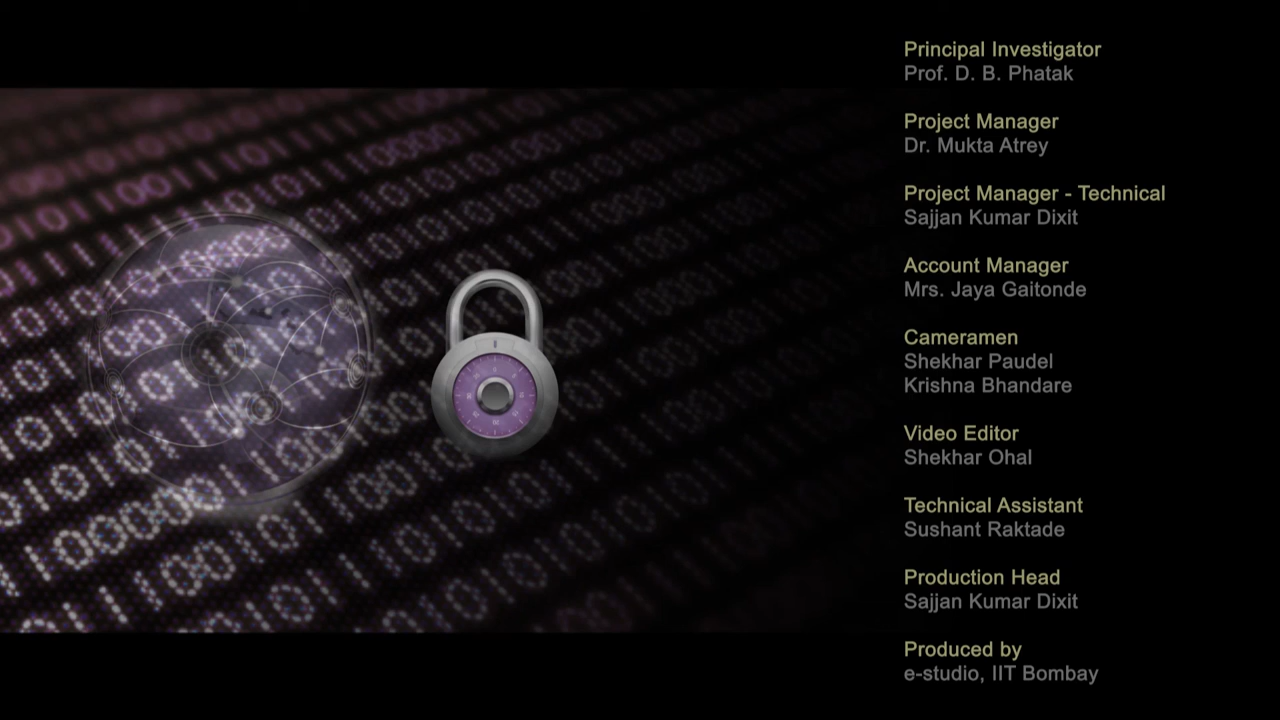 Principal Investigator
Prof. D. B. Phatak
Project Manager
Dr. Mukta Atrey
Project Manager - Technical
Sajjan Kumar Dixit
Account Manager
Mrs. Jaya Gaitonde
Cameramen
Shekhar Paudel
Krishna Bhandare
Video Editor
Shekhar Ohal
Technical Assistant
Sushant Raktade
Production Head
Sajjan Kumar Dixit
Produced by
e-studio, IIT Bombay